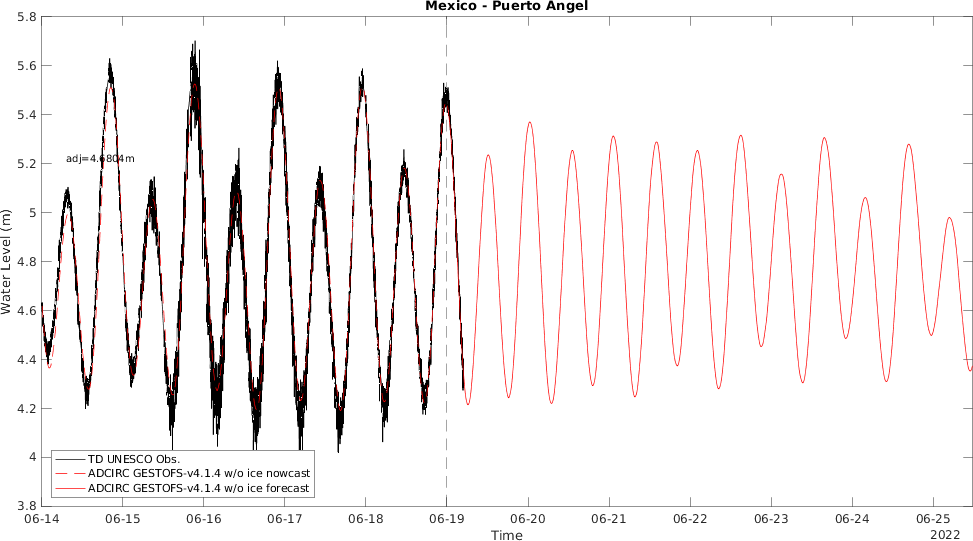 Mexico - Puerto Angel
5.8
5.6
5.4
5.2
5
4.8
4.6
4.4
4.2
4
3.8
Water Level (m)
adj=4.6804m
TD UNESCO Obs.
ADCIRC GESTOFS-v4.1.4 w/o ice nowcast
ADCIRC GESTOFS-v4.1.4 w/o ice forecast
06-14 06-15 06-16 06-17 06-18 06-19 06-20 06-21 06-22 06-23 06-24 06-25
Time
2022